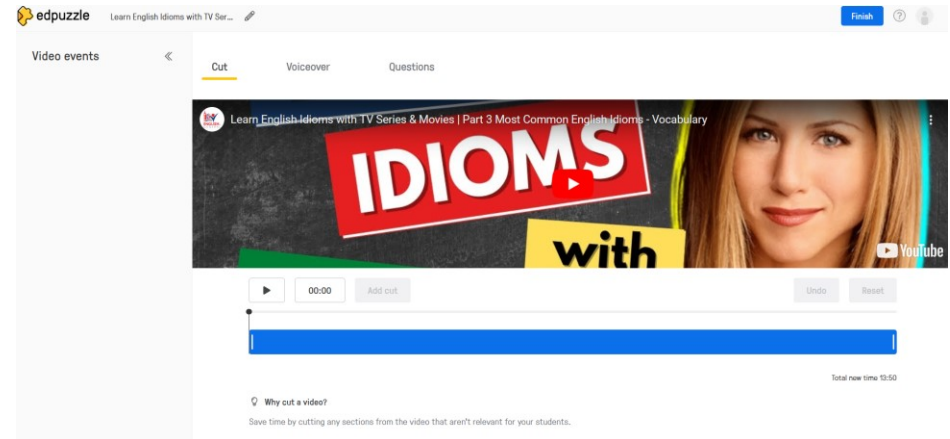 edpuzzle
Learn English Idioms with TV Ser...
Finish
?
Video events
Cut
Voiceover
Questions
Learn English Idioms with TV Series & Movies | Part 3 Most Common English Idioms - Vocabulary
IDIOMS
with
YouTube
00:00
Add cut
Undo
Reset
Total new time 13:50
Why cut a video?
Save time by cutting any sections from the video that aren't relevant for your students.